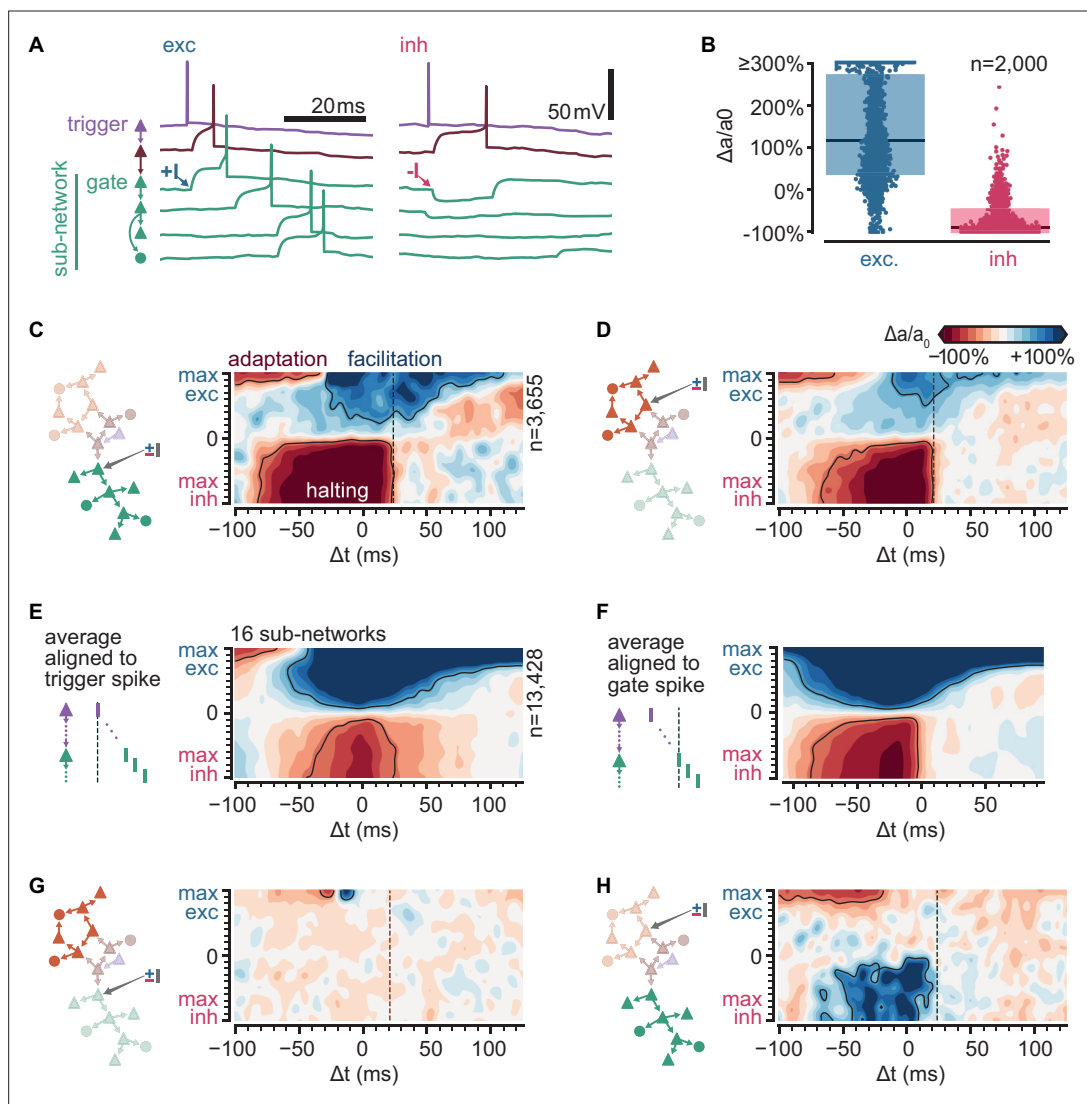 A
exc
inh
20ms
50mV
trigger
+I
-I
gate
sub-network
B
≥300%
200%
100%
0%
-100%
Δa/a0
n=2,000
exc.
inh
C
adaptation
facilitation
max
exc
0
max
inh
halting
n=3,655
±I
−100 −50 0 50 100
Δt (ms)
D
Δa/a0
−100% +100%
max
exc
0
max
inh
±I
−100 −50 0 50 100
Δt (ms)
E
average
aligned to
trigger spike
16 sub-networks
max
exc
0
max
inh
n=13,428
−100 −50 0 50 100
Δt (ms)
F
average
aligned to
gate spike
max
exc
0
max
inh
−100 −50 0 50
Δt (ms)
G
max
exc
0
max
inh
±I
−100 −50 0 50 100
Δt (ms)
H
max
exc
0
max
inh
±I
−100 −50 0 50 100
Δt (ms)